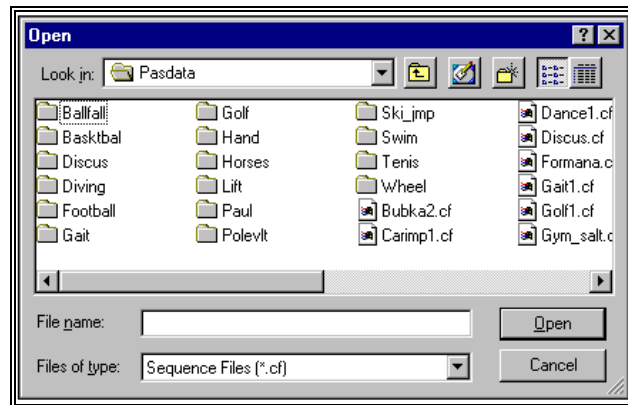 Open
Look in: Pasdata
Ballfall Golf Ski_jmp Dance1.cf
Basktbal Hand Swim Discus.cf
Discus Horses Tenis Formana.c
Diving Lift Wheel Gait1.cf
Football Paul Bubka2.cf Golf1.cf
Gait Polevlt Carimp1.cf Gym_salt.c
File name: Open
Files of type: Sequence Files (*.cf) Cancel